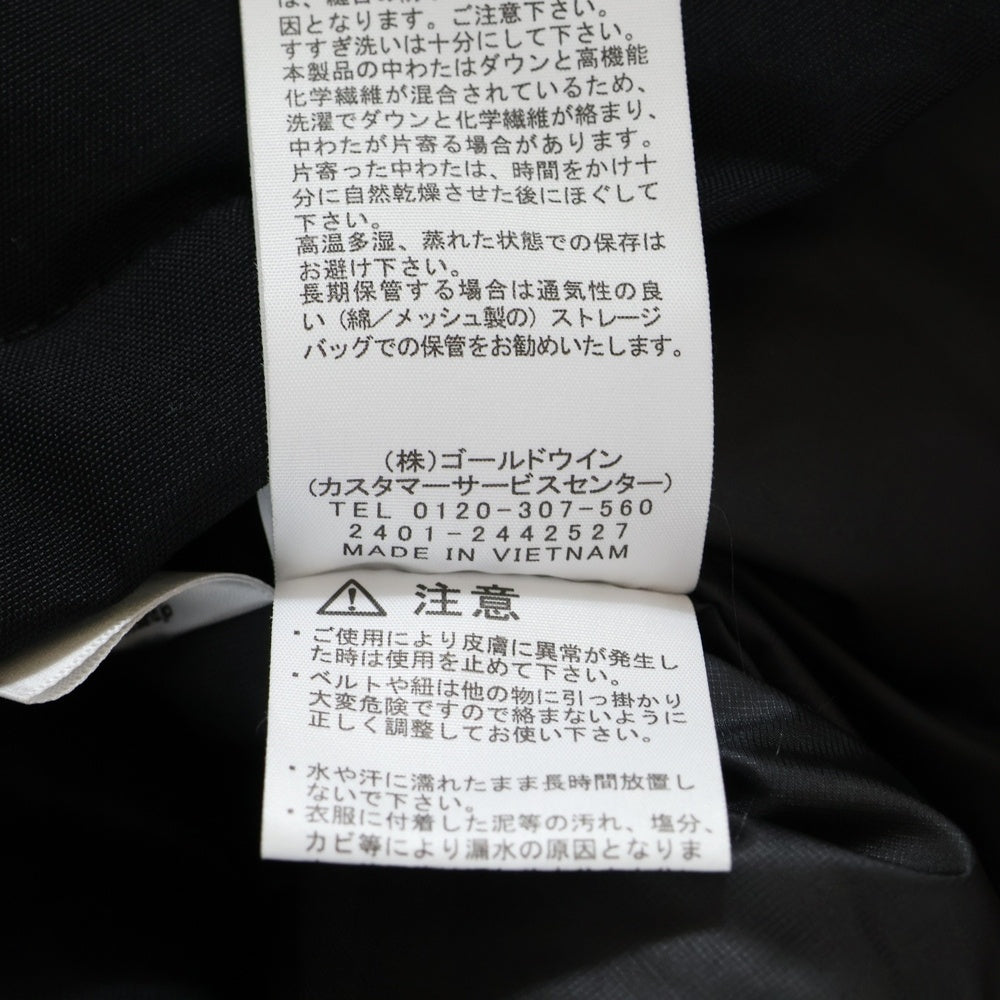 因となります。ご注意下さい。
すすぎ洗いは十分にして下さい。
本製品の中わたはダウンと高機能
化学繊維が混合されているため、
洗濯でダウンと化学繊維が絡まり、
中わたが片寄る場合があります。
片寄った中わたは、時間をかけ十
分に自然乾燥させた後にほぐして
下さい。
高温多湿、蒸れた状態での保存は
お避け下さい。
長期保管する場合は通気性の良
い（綿／メッシュ製の）ストレージ
バッグでの保管をお勧めいたします。
（株）ゴールドウイン
（カスタマーサービスセンター）
TEL 0120-307-560
2401-2442527
MADE IN VIETNAM
注意
・ご使用により皮膚に異常が発生し
た時は使用を止めて下さい。
・ベルトや紐は他の物に引っ掛かり
大変危険ですので絡まないように
正しく調整してお使い下さい。
・水や汗に濡れたまま長時間放置し
ないで下さい。
・衣服に付着した泥等の汚れ、塩分、
カビ等により漏水の原因となりま